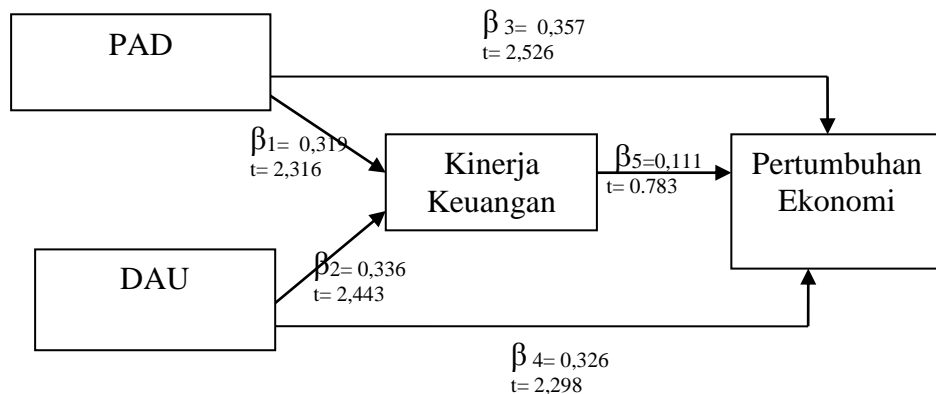 PAD
β 3= 0,357
t= 2,526
β1= 0,319
t= 2,316
Kinerja
Keuangan
β5=0,111
t= 0.783
Pertumbuhan
Ekonomi
DAU
β2= 0,336
t= 2,443
β 4= 0,326
t= 2,298